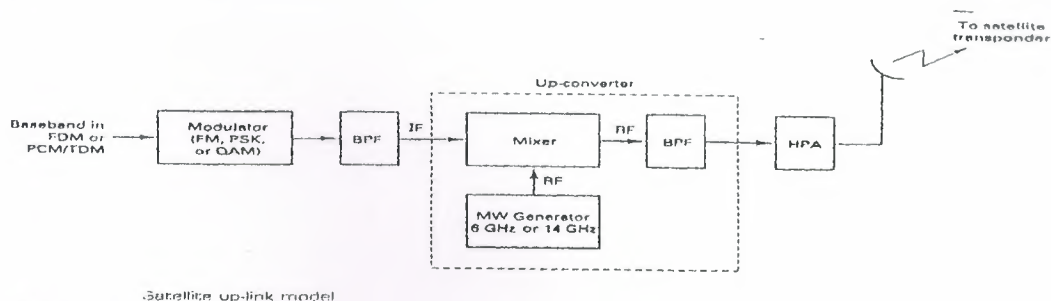 To satellite
transponder
Up-converter
Baseband in
FDM or
PCM/TDM
Modulator
(FM, PSK,
or QAM)
BPF
IF
Mixer
RF
BPF
HPA
RF
MW Generator
6 GHz or 14 GHz
Satellite up-link model